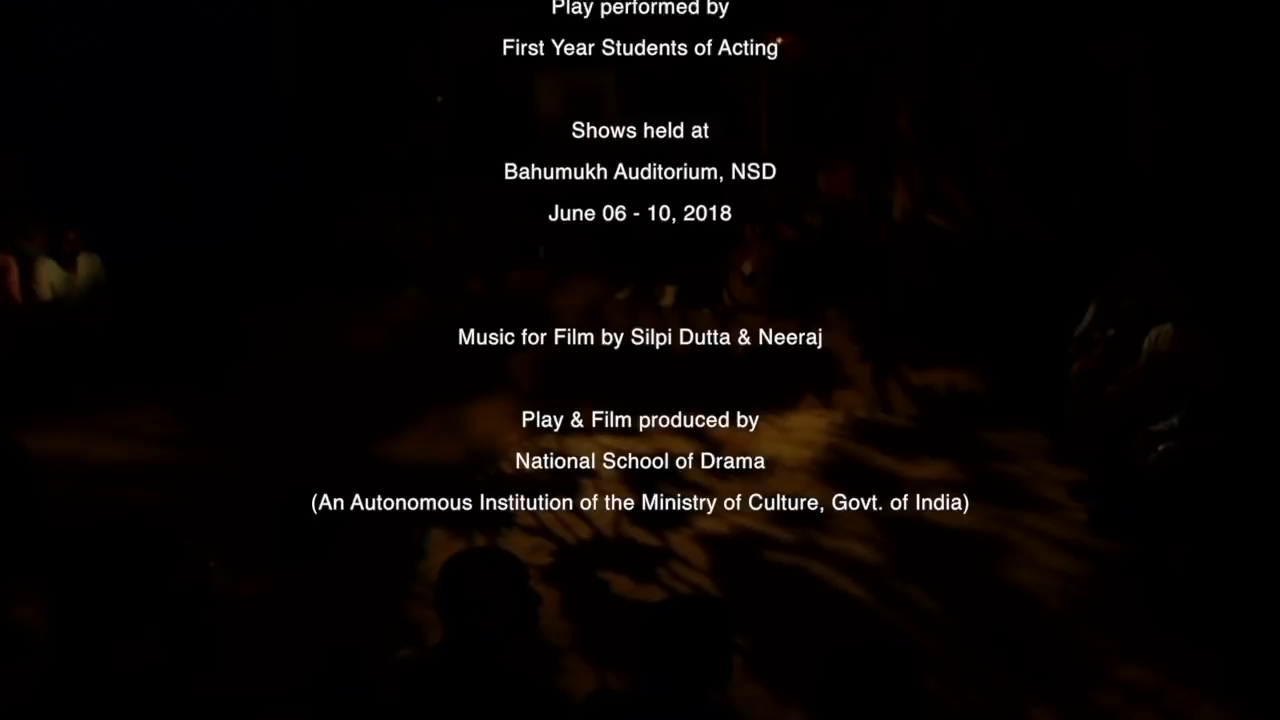 Play performed by
First Year Students of Acting
Shows held at
Bahumukh Auditorium, NSD
June 06 - 10, 2018
Music for Film by Silpi Dutta & Neeraj
Play & Film produced by
National School of Drama
(An Autonomous Institution of the Ministry of Culture, Govt. of India)